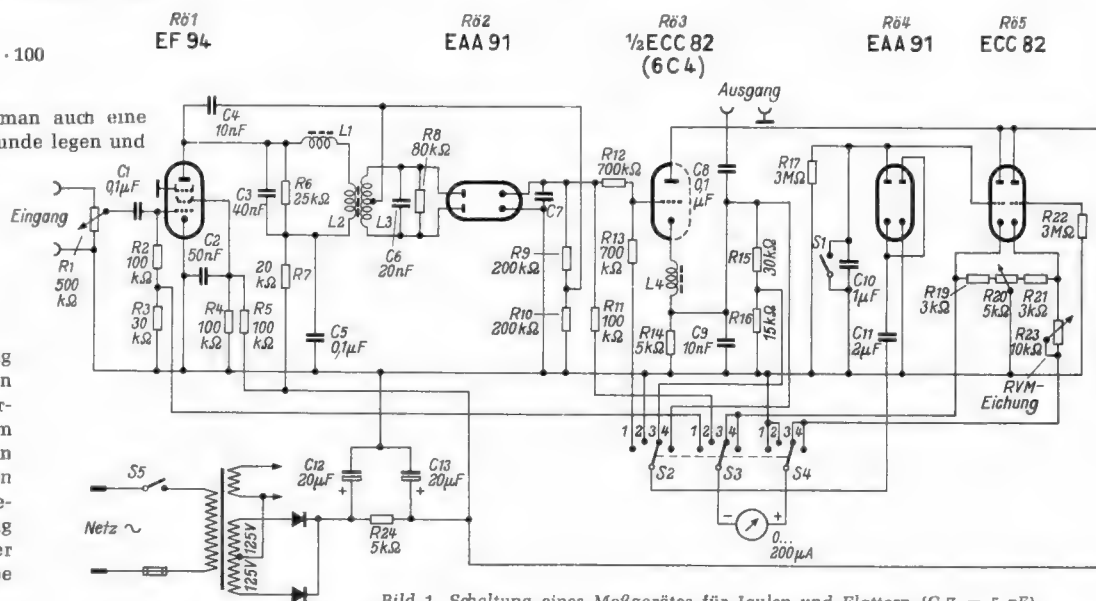 Rö1
EF 94
Rö2
EAA 91
Rö3
½ECC 82
(6C4)
Rö4
EAA 91
Rö5
ECC 82
· 100
man auch eine
unde legen und
Ausgang
C4
10nF
L1
C1
0,1µF
Eingang
R1
500
kΩ
R2
100
kΩ
R3
30
kΩ
C2
50nF
R4
100
kΩ
R5
100
kΩ
C3
40nF
R6
25kΩ
L2
L3
20
kΩ
R7
C5
0,1µF
R8
80kΩ
C6
20nF
C7
R9
200kΩ
R10
200kΩ
R12
700kΩ
R13
700
kΩ
R11
100
kΩ
L4
R14
5kΩ
C8
0,1
µF
C9
10nF
R15
30kΩ
R16
15kΩ
R17
3MΩ
S1
C10
1µF
C11
2µF
R19
3kΩ
R20
5kΩ
R21
3kΩ
R22
3MΩ
R23
10kΩ
RVM-
Eichung
1 2 3 4
S2
1 2 3 4
S3
1 2 3 4
S4
– +
0...
200µA
S5
Netz ~
125V
125V
C12
20µF
+
C13
20µF
+
R24
5kΩ
ng
en
r-
m
n
n
e-
ng
er
be
Bild 1. Schaltung eines Meßgerätes für Jaulen und Flattern (C 7 = 5 nF)